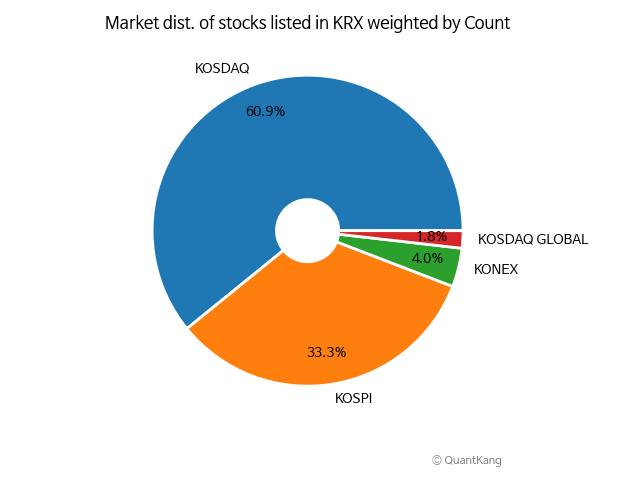 Market dist. of stocks listed in KRX weighted by Count
KOSDAQ
60.9%
1.8%
KOSDAQ GLOBAL
4.0%
KONEX
33.3%
KOSPI
© QuantKang